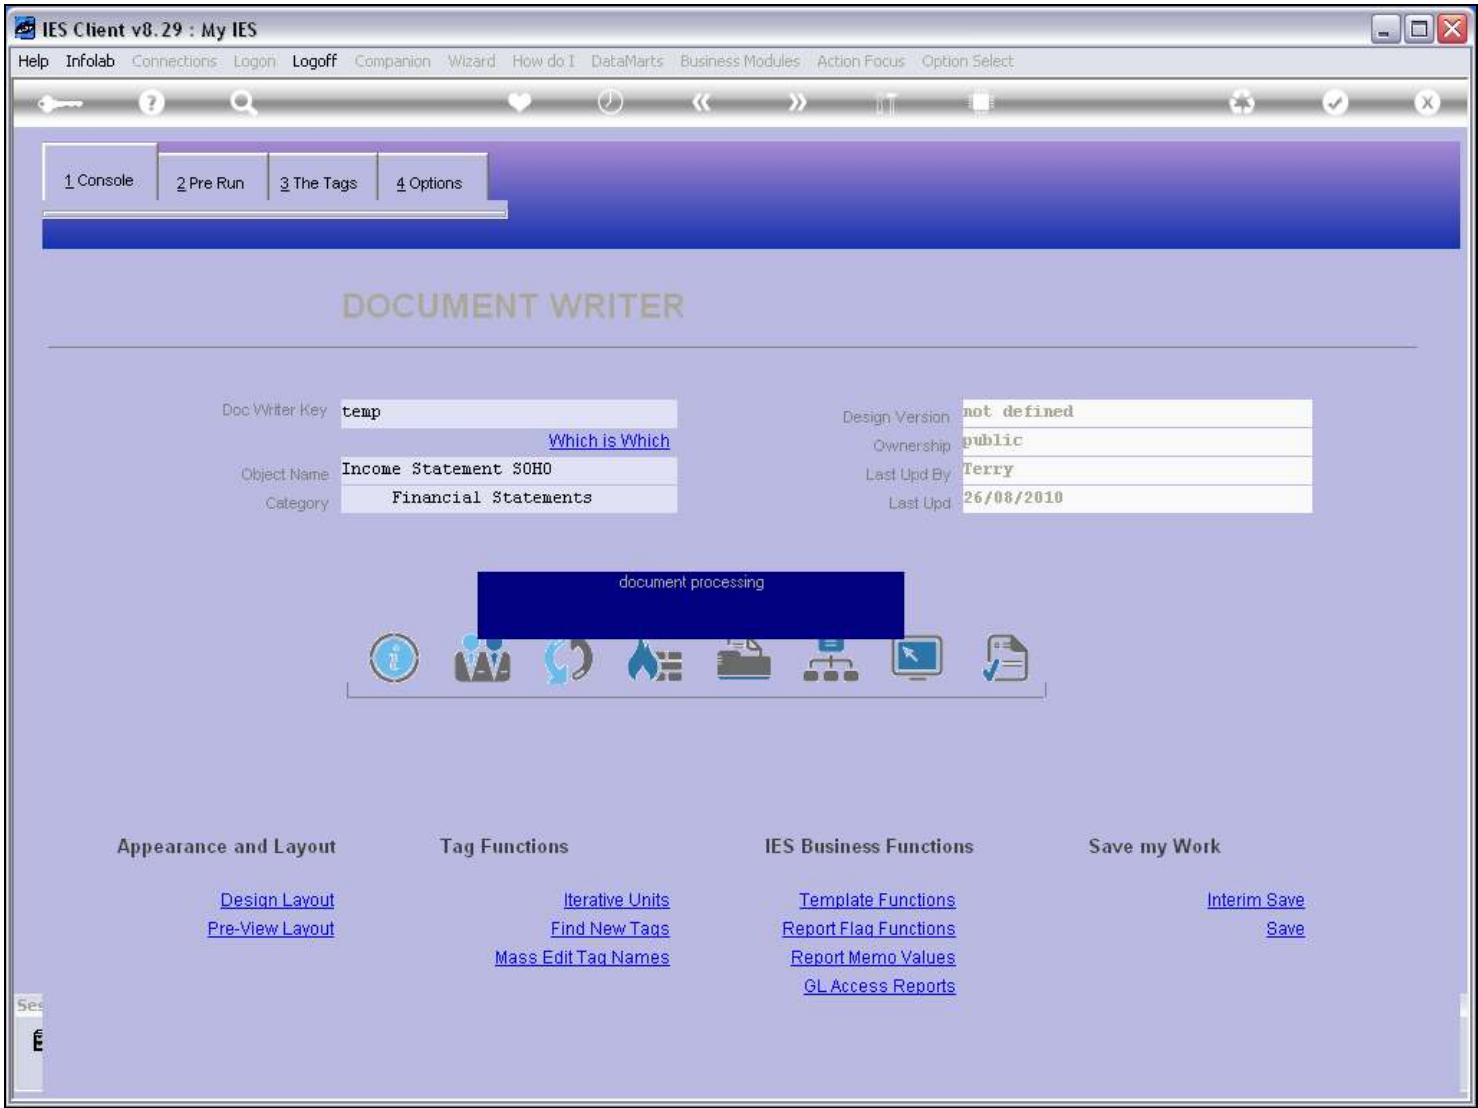 IES Client v8.29 : My IES
Help Infolab Connections Logon Logoff Companion Wizard How do I DataMarts Business Modules Action Focus Option Select
1 Console 2 Pre Run 3 The Tags 4 Options
DOCUMENT WRITER
Doc Writer Key temp
Which is Which
Object Name Income Statement SOHO
Category Financial Statements
Design Version not defined
Ownership public
Last Upd By Terry
Last Upd 26/08/2010
document processing
Appearance and Layout
Design Layout
Pre-View Layout
Tag Functions
Iterative Units
Find New Tags
Mass Edit Tag Names
IES Business Functions
Template Functions
Report Flag Functions
Report Memo Values
GL Access Reports
Save my Work
Interim Save
Save
Ses